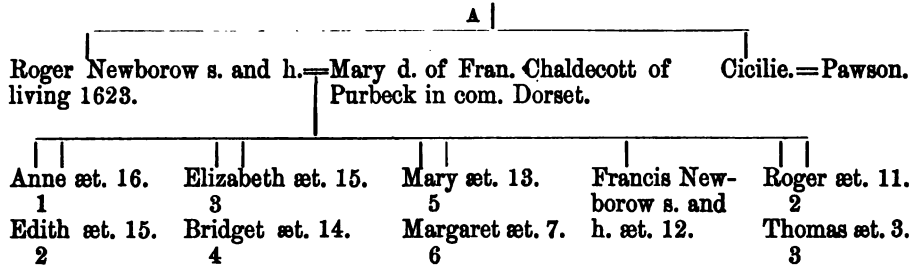 A
Roger Newborow s. and h.=Mary d. of Fran. Chaldecott of Cicilie.=Pawson.
living 1623. Purbeck in com. Dorset.
Anne æt. 16. Elizabeth æt. 15. Mary æt. 13. Francis New- Roger æt. 11.
1 3 5 borow s. and 2
Edith æt. 15. Bridget æt. 14. Margaret æt. 7. h. æt. 12. Thomas æt. 3.
2 4 6 3